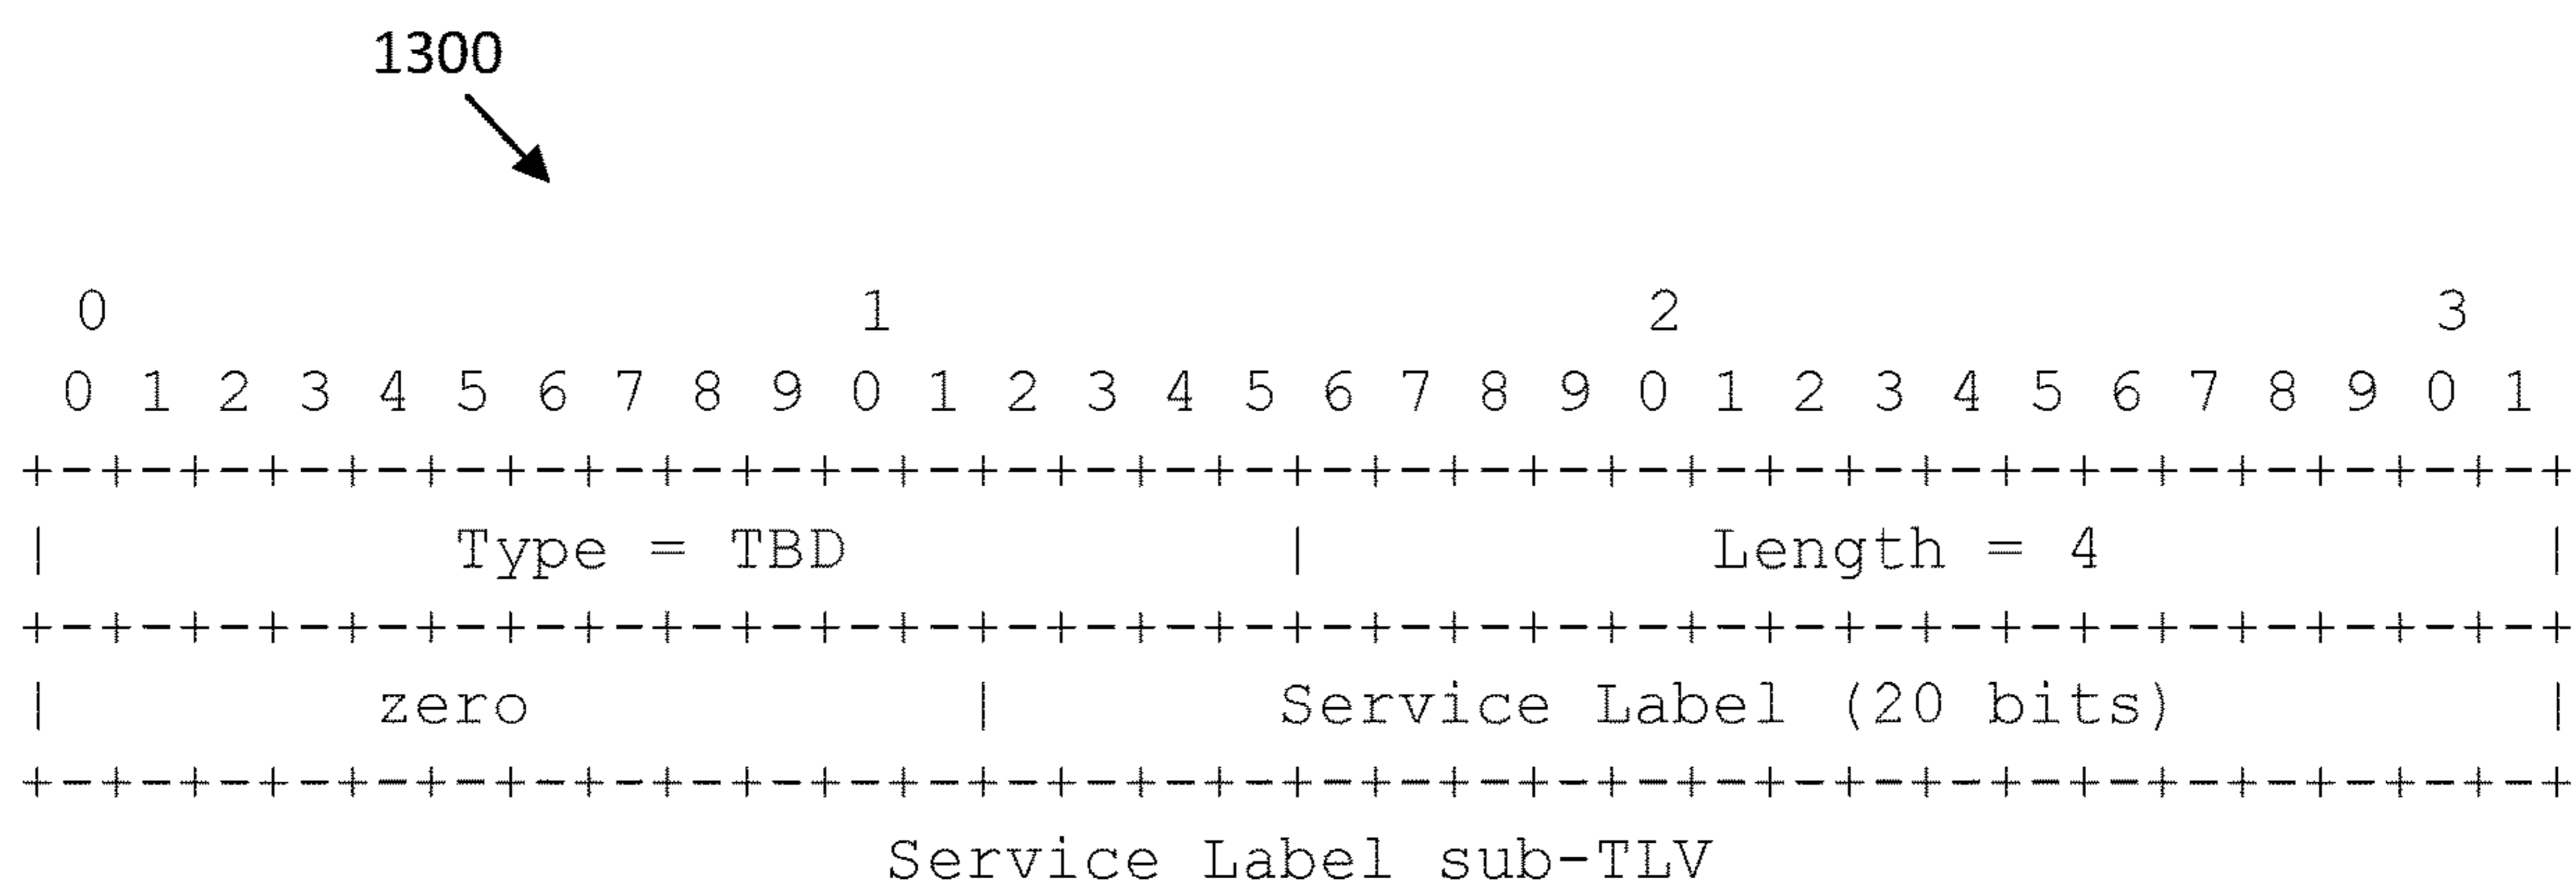 1300
0 1 2 3
0 1 2 3 4 5 6 7 8 9 0 1 2 3 4 5 6 7 8 9 0 1 2 3 4 5 6 7 8 9 0 1
+-+-+-+-+-+-+-+-+-+-+-+-+-+-+-+-+-+-+-+-+-+-+-+-+-+-+-+-+-+-+-+-+
| Type = TBD | Length = 4 |
+-+-+-+-+-+-+-+-+-+-+-+-+-+-+-+-+-+-+-+-+-+-+-+-+-+-+-+-+-+-+-+-+
| zero | Service Label (20 bits) |
+-+-+-+-+-+-+-+-+-+-+-+-+-+-+-+-+-+-+-+-+-+-+-+-+-+-+-+-+-+-+-+-+
Service Label sub-TLV